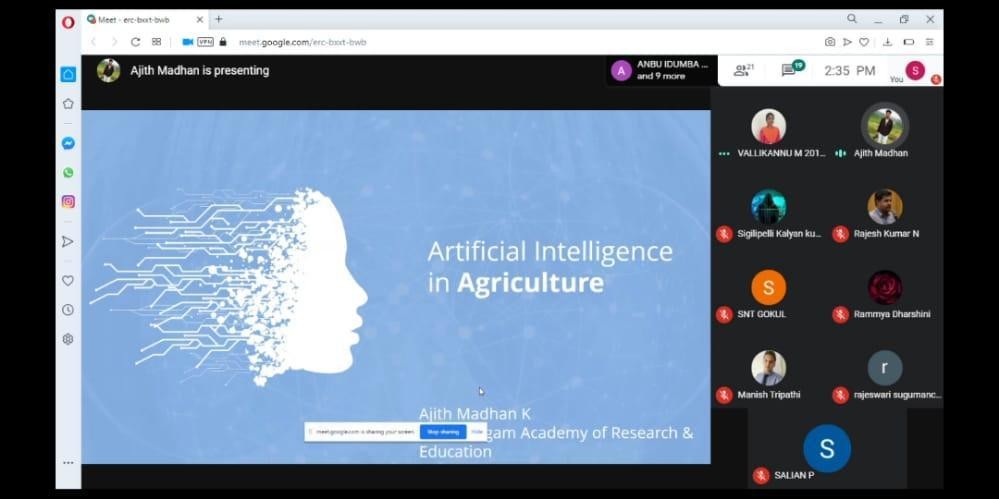 Meet - erc-bxxt-bwb
VPN
meet.google.com/erc-bxxt-bwb
Ajith Madhan is presenting
A
ANBU IDUMBA ...
and 9 more
21
19
2:35 PM
You
S
Artificial Intelligence
in Agriculture
Ajith Madhan K
gam Academy of Research &
Education
meet.google.com is sharing your screen.
Stop sharing
Hide
VALLIKANNU M 201...
Ajith Madhan
Sigilipelli Kalyan ku...
Rajesh Kumar N
S
SNT GOKUL
Rammya Dharshini
Manish Tripathi
r
rajeswari sugumanc...
S
SALIAN P